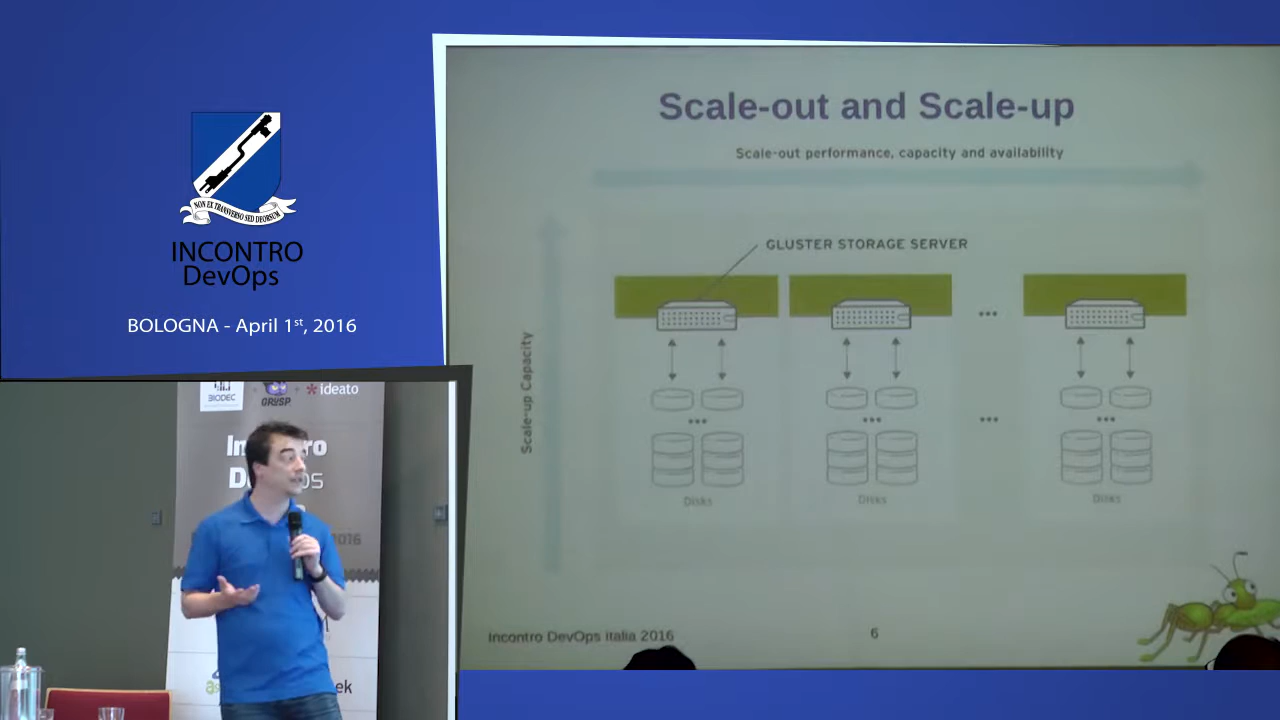 NON EX TRANSVERSO SED DEORSUM
INCONTRO
DevOps
BOLOGNA - April 1st, 2016
Scale-out and Scale-up
Scale-out performance, capacity and availability
GLUSTER STORAGE SERVER
...
Scale-up Capacity
...
...
...
...
Disks
Disks
Disks
Incontro DevOps italia 2016
6
BIODEC
+
GRUSP
+
ideato
2016